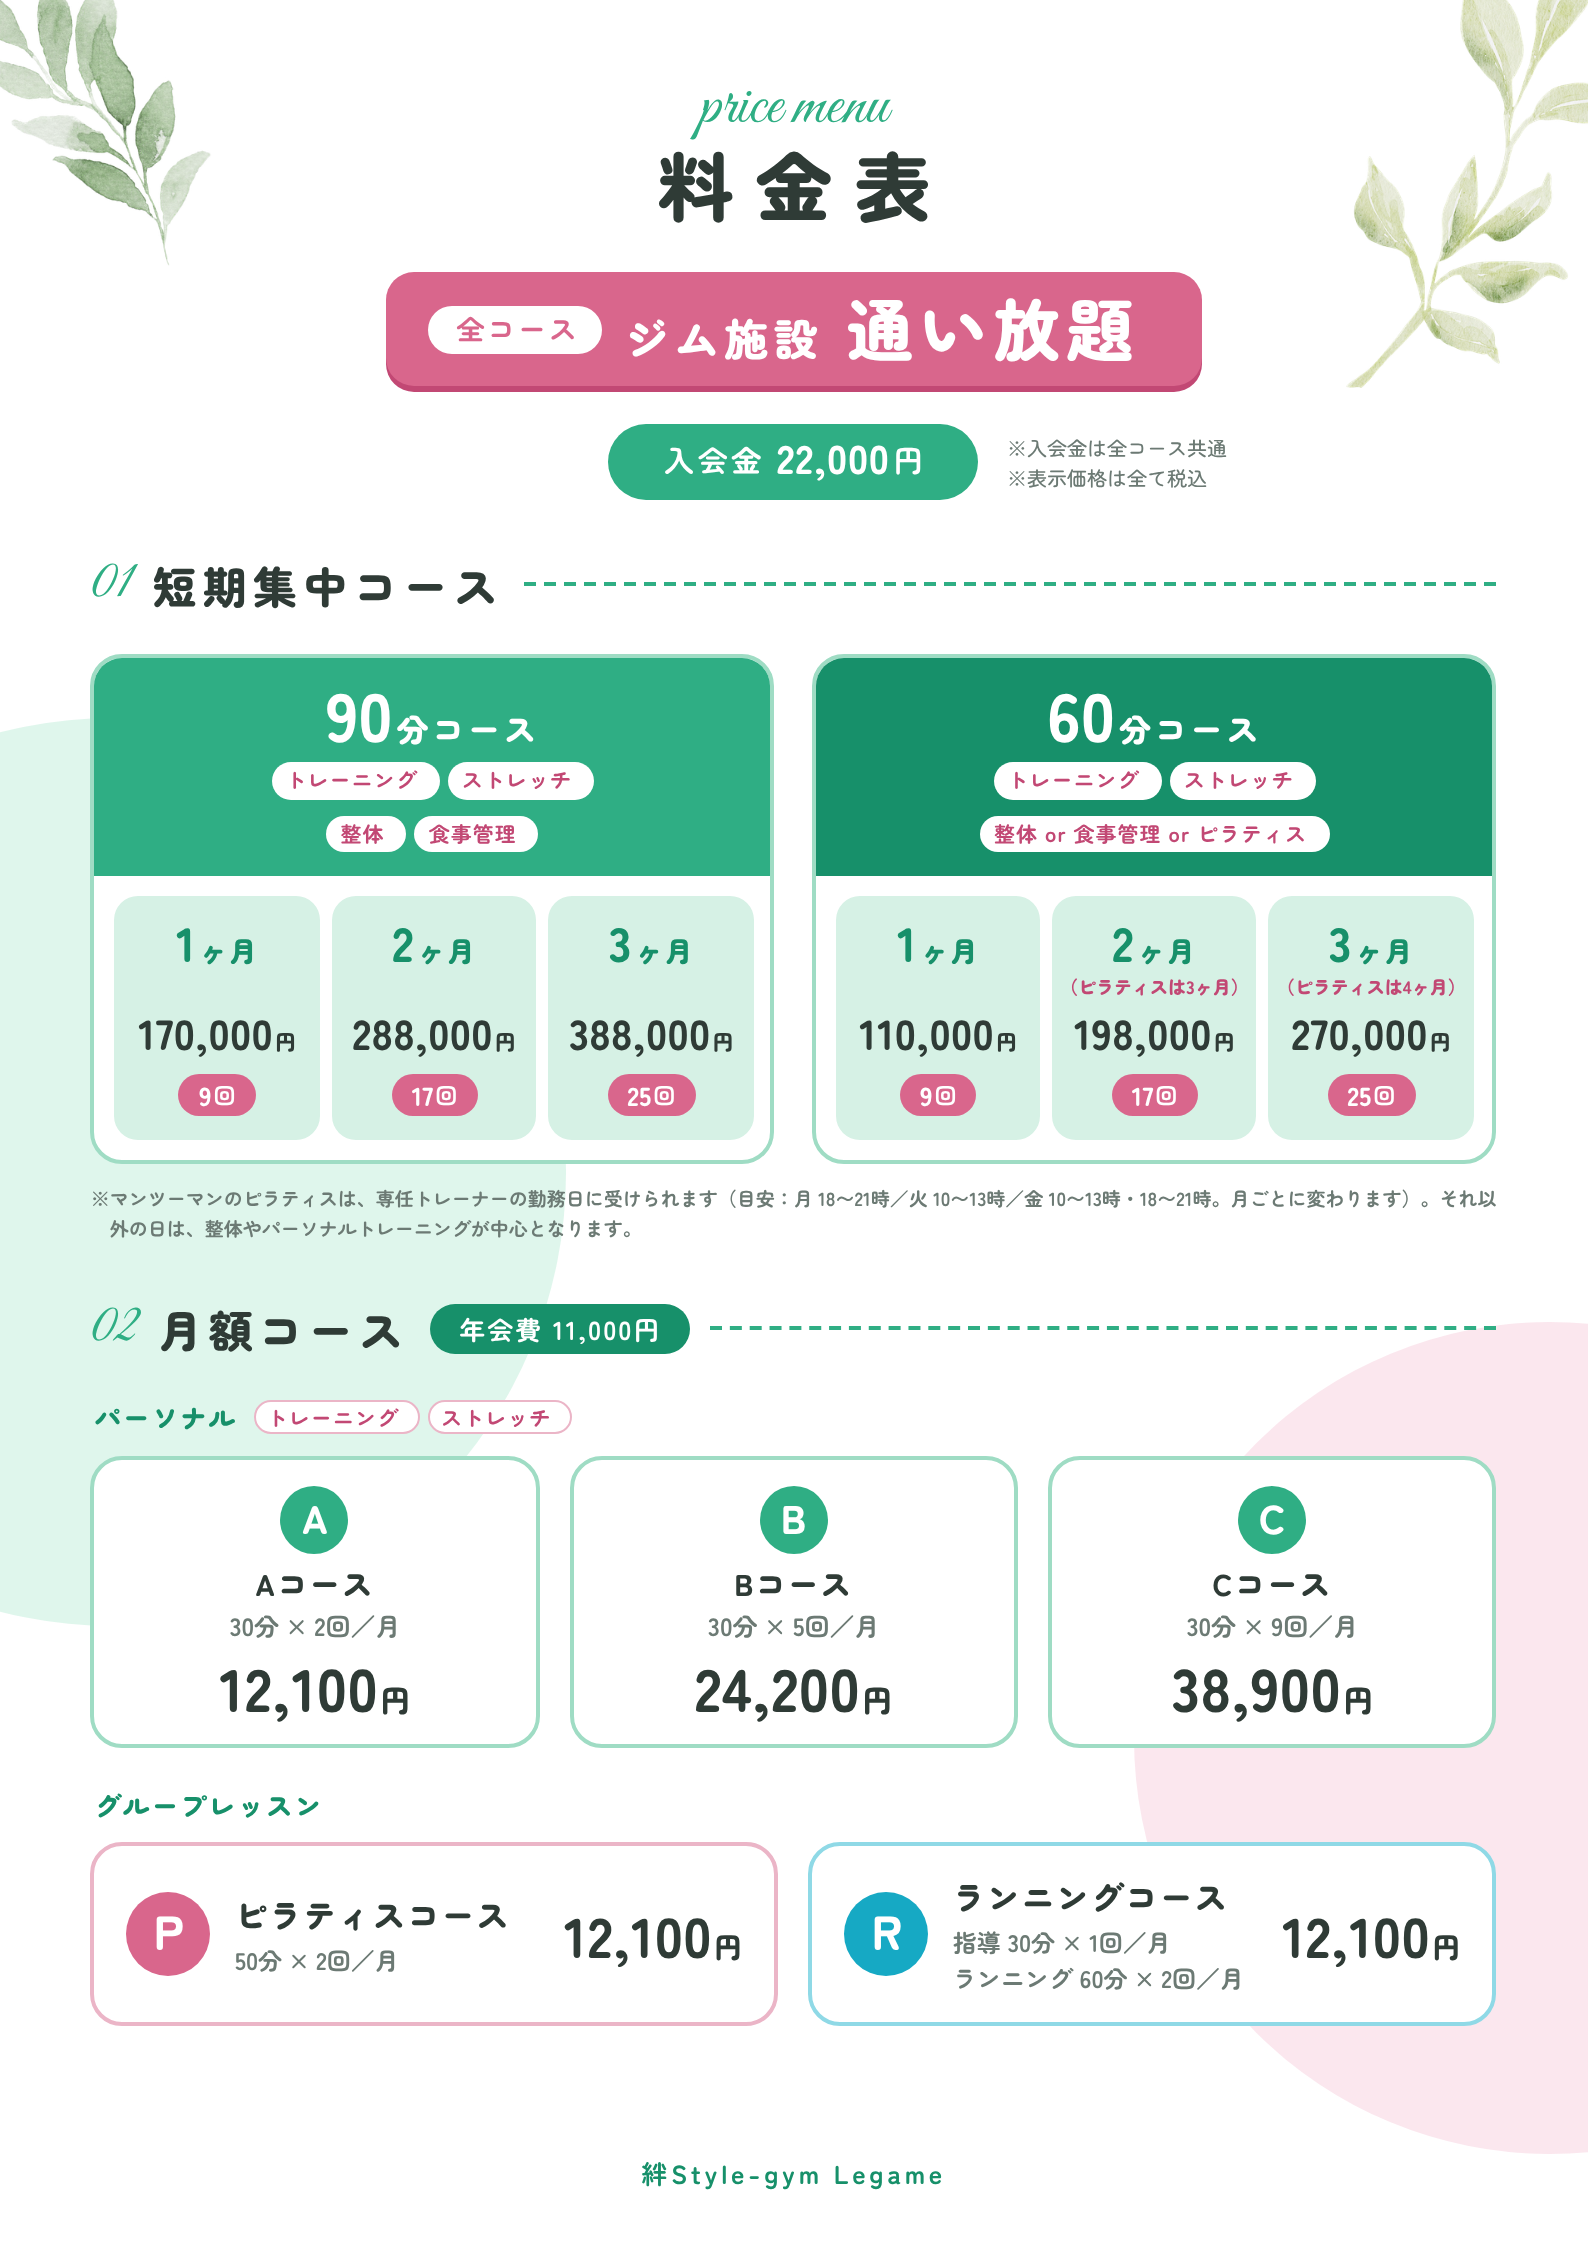 price menu
料金表
全コース ジム施設 通い放題
入会金 22,000円
※入会金は全コース共通
※表示価格は全て税込
01 短期集中コース
90分コース
トレーニング ストレッチ
整体 食事管理
1ヶ月
170,000円
9回
2ヶ月
288,000円
17回
3ヶ月
388,000円
25回
60分コース
トレーニング ストレッチ
整体 or 食事管理 or ピラティス
1ヶ月
110,000円
9回
2ヶ月
（ピラティスは3ヶ月）
198,000円
17回
3ヶ月
（ピラティスは4ヶ月）
270,000円
25回
※マンツーマンのピラティスは、専任トレーナーの勤務日に受けられます（目安：月 18〜21時／火 10〜13時／金 10〜13時・18〜21時。月ごとに変わります）。それ以
外の日は、整体やパーソナルトレーニングが中心となります。
02 月額コース 年会費 11,000円
パーソナル トレーニング ストレッチ
A
Aコース
30分 × 2回／月
12,100円
B
Bコース
30分 × 5回／月
24,200円
C
Cコース
30分 × 9回／月
38,900円
グループレッスン
P
ピラティスコース
50分 × 2回／月
12,100円
R
ランニングコース
指導 30分 × 1回／月
ランニング 60分 × 2回／月
12,100円
絆Style-gym Legame